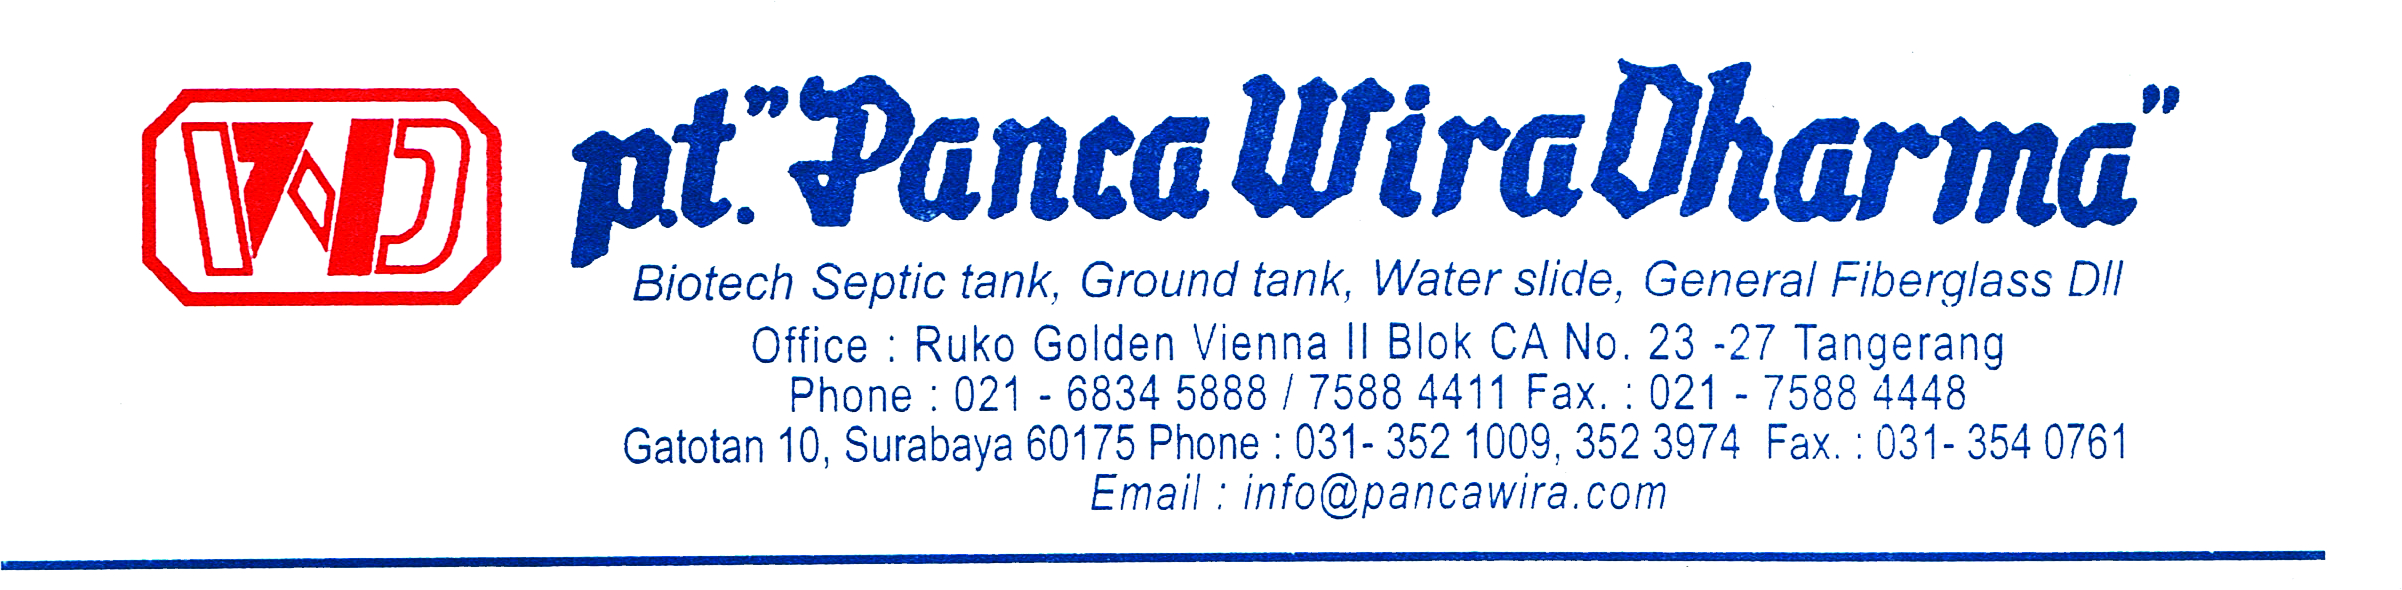 WD
pt."Panca Wira Dharma"
Biotech Septic tank, Ground tank, Water slide, General Fiberglass Dll
Office : Ruko Golden Vienna II Blok CA No. 23 -27 Tangerang
Phone : 021 - 6834 5888 / 7588 4411 Fax. : 021 - 7588 4448
Gatotan 10, Surabaya 60175 Phone : 031- 352 1009, 352 3974 Fax. : 031- 354 0761
Email : info@pancawira.com